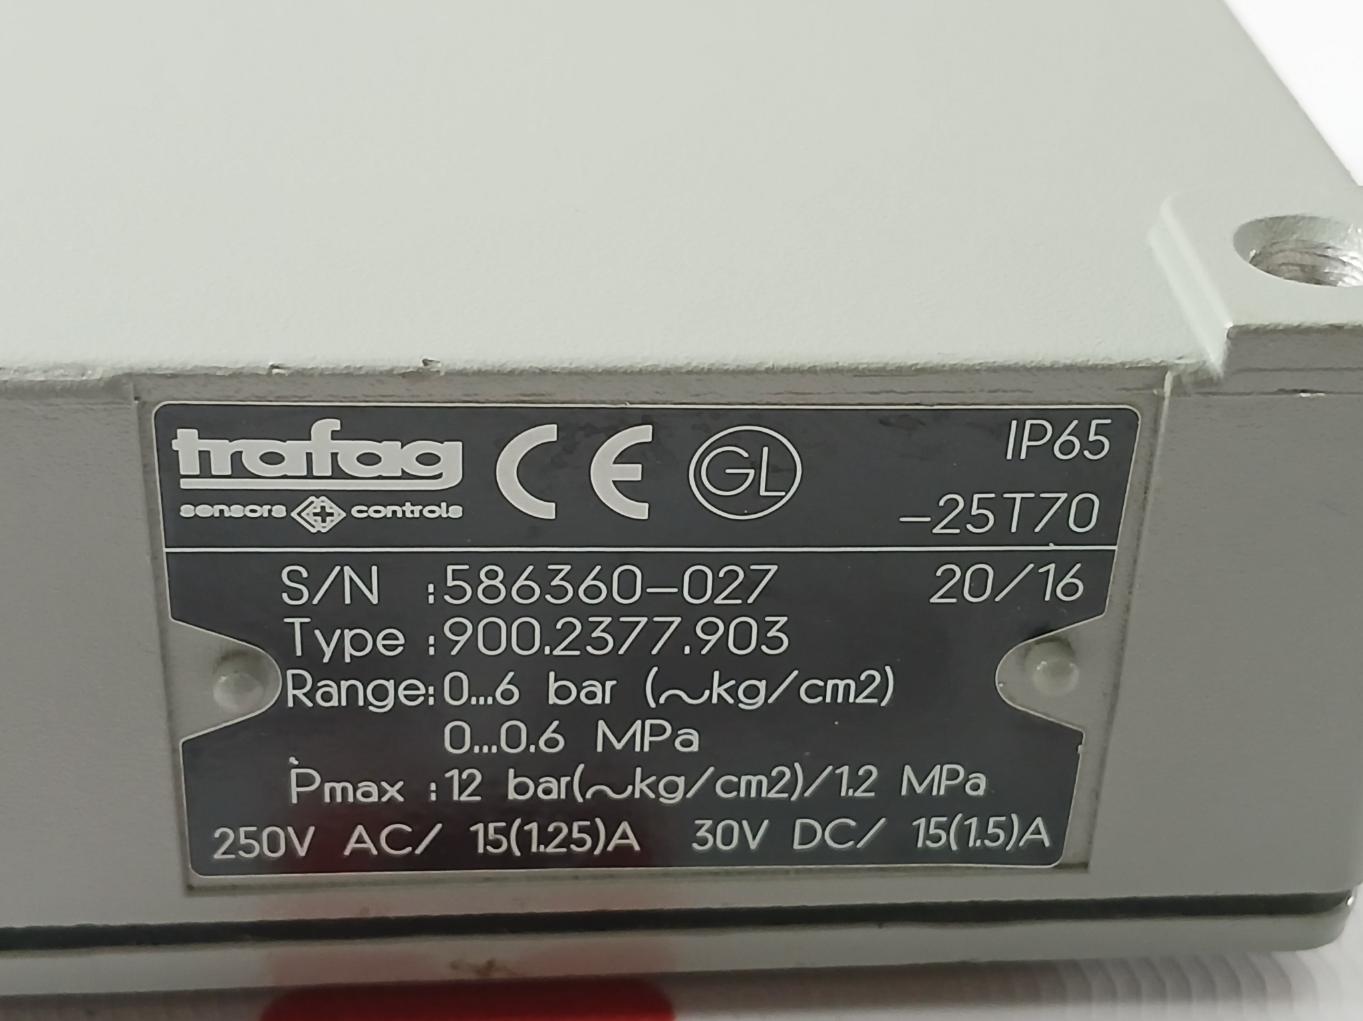 trafag CE GL IP65
sensors controls -25T70
S/N :586360-027 20/16
Type :900.2377.903
Range:0...6 bar (~kg/cm2)
0...0.6 MPa
Pmax :12 bar(~kg/cm2)/1.2 MPa
250V AC/ 15(1.25)A 30V DC/ 15(1.5)A